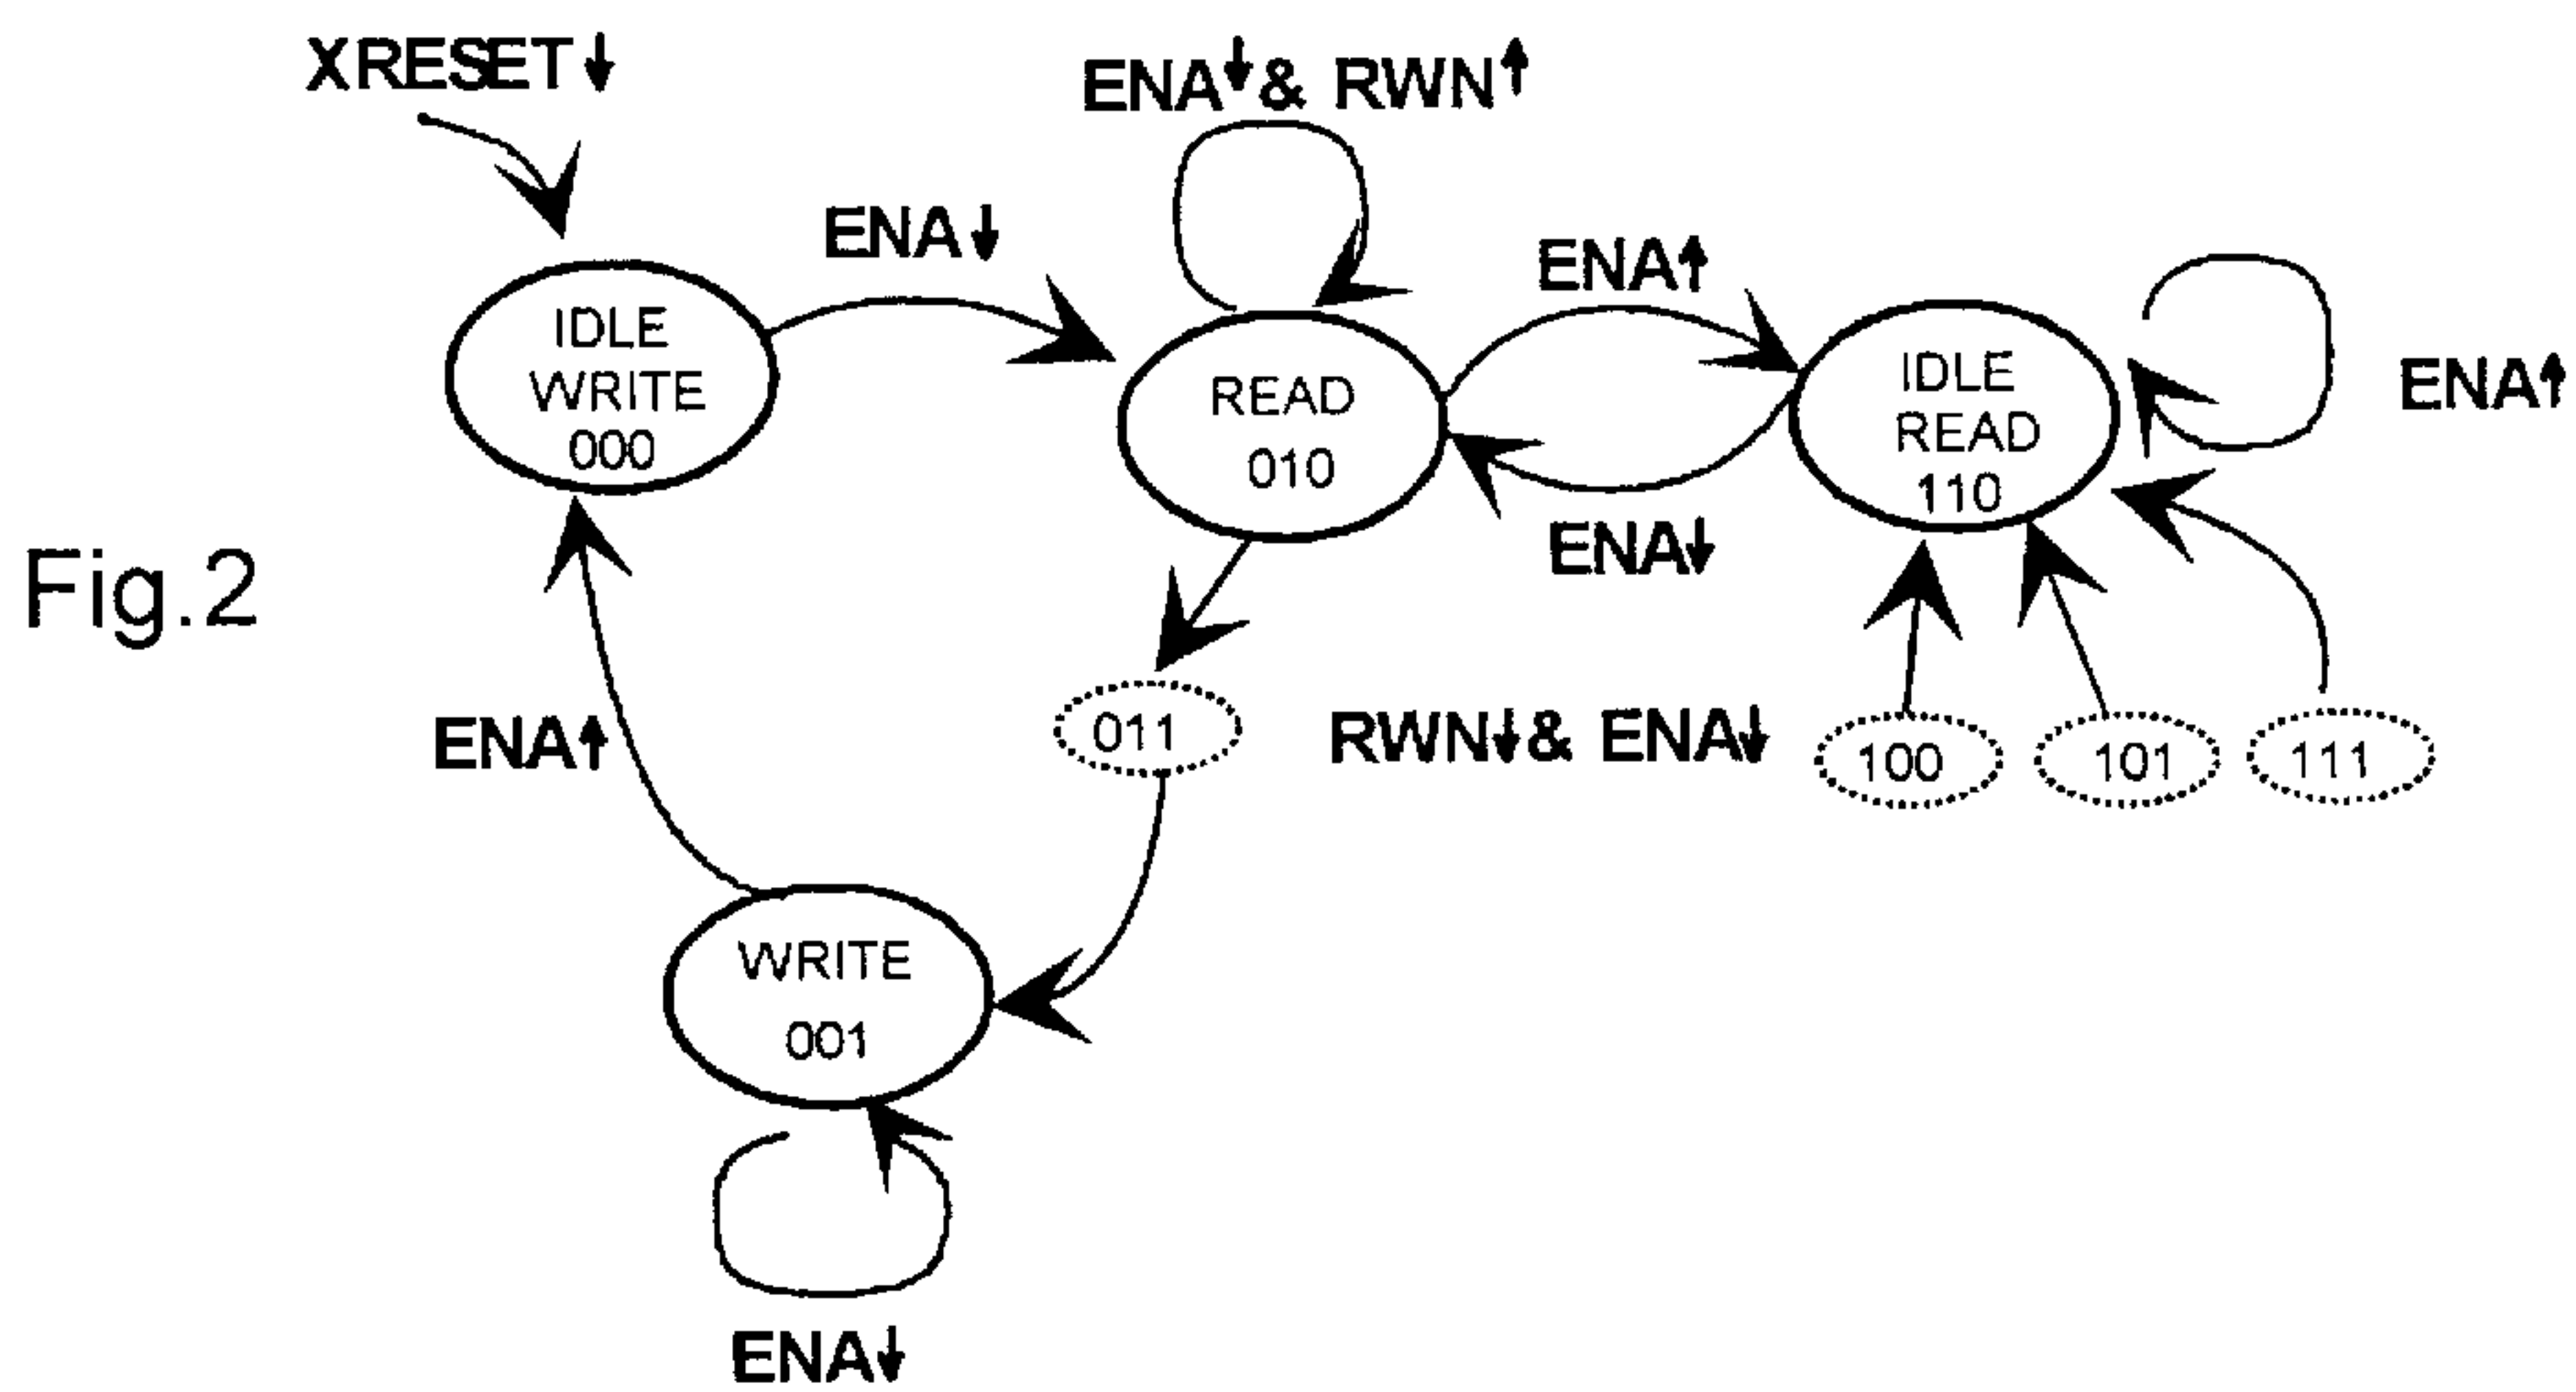 XRESET↓
ENA↓& RWN↑
ENA↓
ENA↑
IDLE
WRITE
000
READ
010
IDLE
READ
110
ENA↑
ENA↓
Fig.2
ENA↑
011
RWN↓& ENA↓
100
101
111
WRITE
001
ENA↓